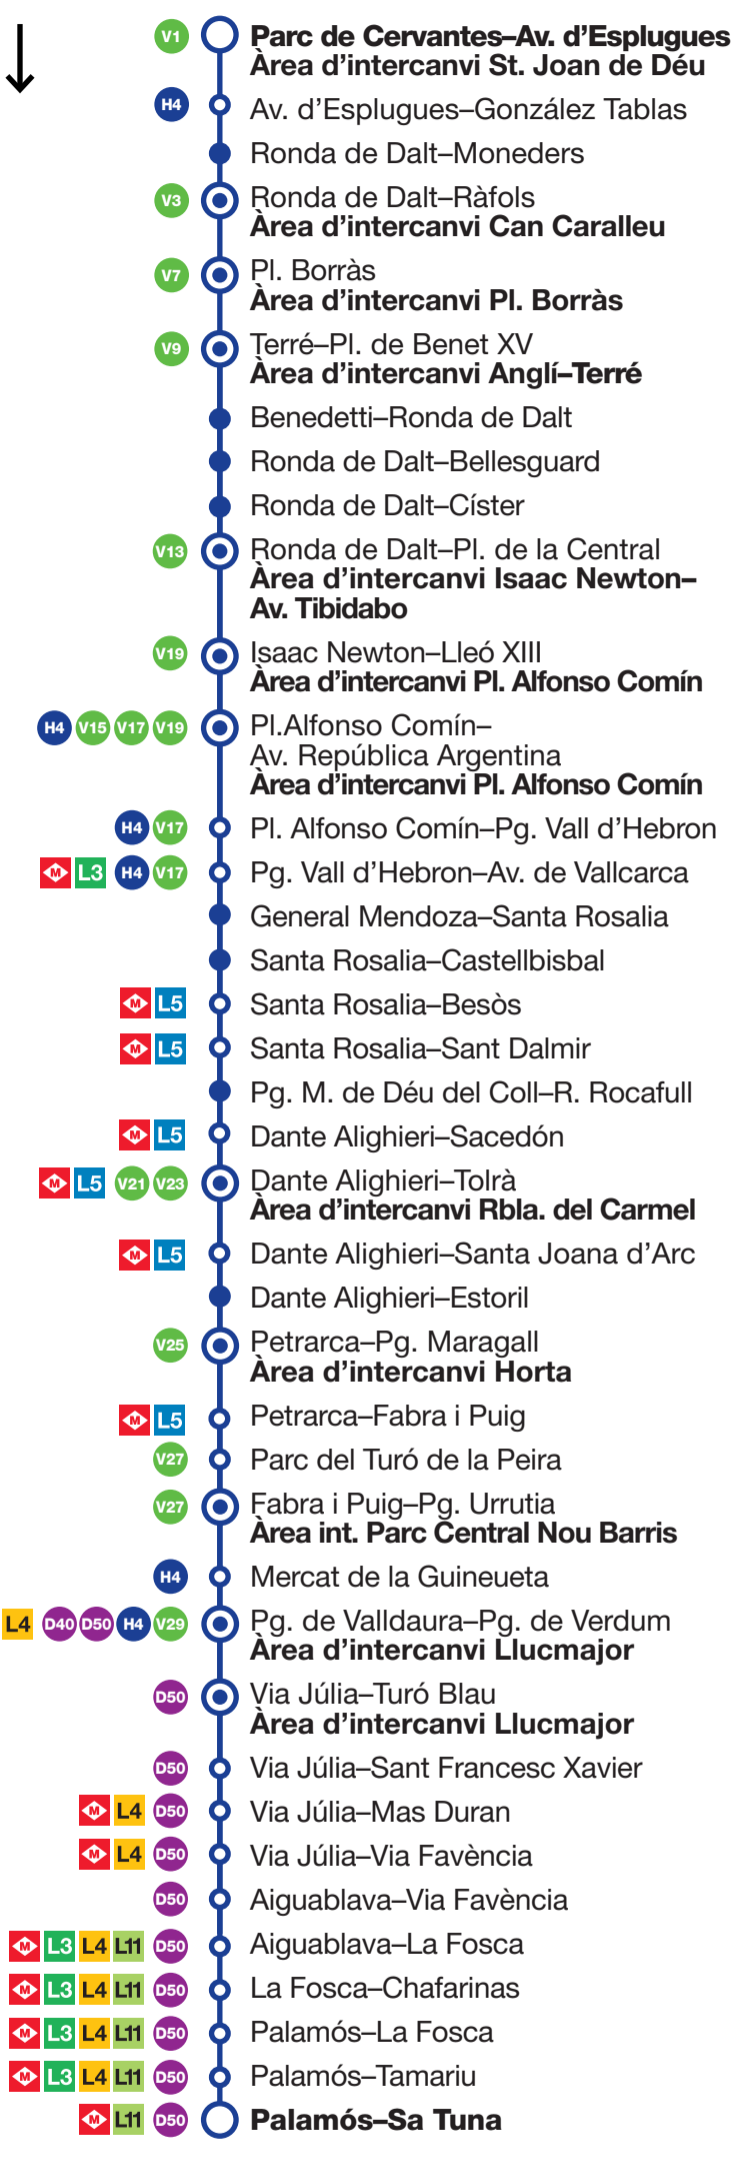 V1 Parc de Cervantes–Av. d’Esplugues
Àrea d’intercanvi St. Joan de Déu
H4 Av. d’Esplugues–González Tablas
Ronda de Dalt–Moneders
V3 Ronda de Dalt–Ràfols
Àrea d’intercanvi Can Caralleu
V7 Pl. Borràs
Àrea d’intercanvi Pl. Borràs
V9 Terré–Pl. de Benet XV
Àrea d’intercanvi Anglí–Terré
Benedetti–Ronda de Dalt
Ronda de Dalt–Bellesguard
Ronda de Dalt–Císter
V13 Ronda de Dalt–Pl. de la Central
Àrea d’intercanvi Isaac Newton–
Av. Tibidabo
V19 Isaac Newton–Lleó XIII
Àrea d’intercanvi Pl. Alfonso Comín
H4 V15 V17 V19 Pl.Alfonso Comín–
Av. República Argentina
Àrea d’intercanvi Pl. Alfonso Comín
H4 V17 Pl. Alfonso Comín–Pg. Vall d’Hebron
M L3 H4 V17 Pg. Vall d’Hebron–Av. de Vallcarca
General Mendoza–Santa Rosalia
Santa Rosalia–Castellbisbal
M L5 Santa Rosalia–Besòs
M L5 Santa Rosalia–Sant Dalmir
Pg. M. de Déu del Coll–R. Rocafull
M L5 Dante Alighieri–Sacedón
M L5 V21 V23 Dante Alighieri–Tolrà
Àrea d’intercanvi Rbla. del Carmel
M L5 Dante Alighieri–Santa Joana d’Arc
Dante Alighieri–Estoril
V25 Petrarca–Pg. Maragall
Àrea d’intercanvi Horta
M L5 Petrarca–Fabra i Puig
V27 Parc del Turó de la Peira
V27 Fabra i Puig–Pg. Urrutia
Àrea int. Parc Central Nou Barris
H4 Mercat de la Guineueta
L4 D40 D50 H4 V29 Pg. de Valldaura–Pg. de Verdum
Àrea d’intercanvi Llucmajor
D50 Via Júlia–Turó Blau
Àrea d’intercanvi Llucmajor
D50 Via Júlia–Sant Francesc Xavier
M L4 D50 Via Júlia–Mas Duran
M L4 D50 Via Júlia–Via Favència
D50 Aiguablava–Via Favència
M L3 L4 L11 D50 Aiguablava–La Fosca
M L3 L4 L11 D50 La Fosca–Chafarinas
M L3 L4 L11 D50 Palamós–La Fosca
M L3 L4 L11 D50 Palamós–Tamariu
M L11 D50 Palamós–Sa Tuna